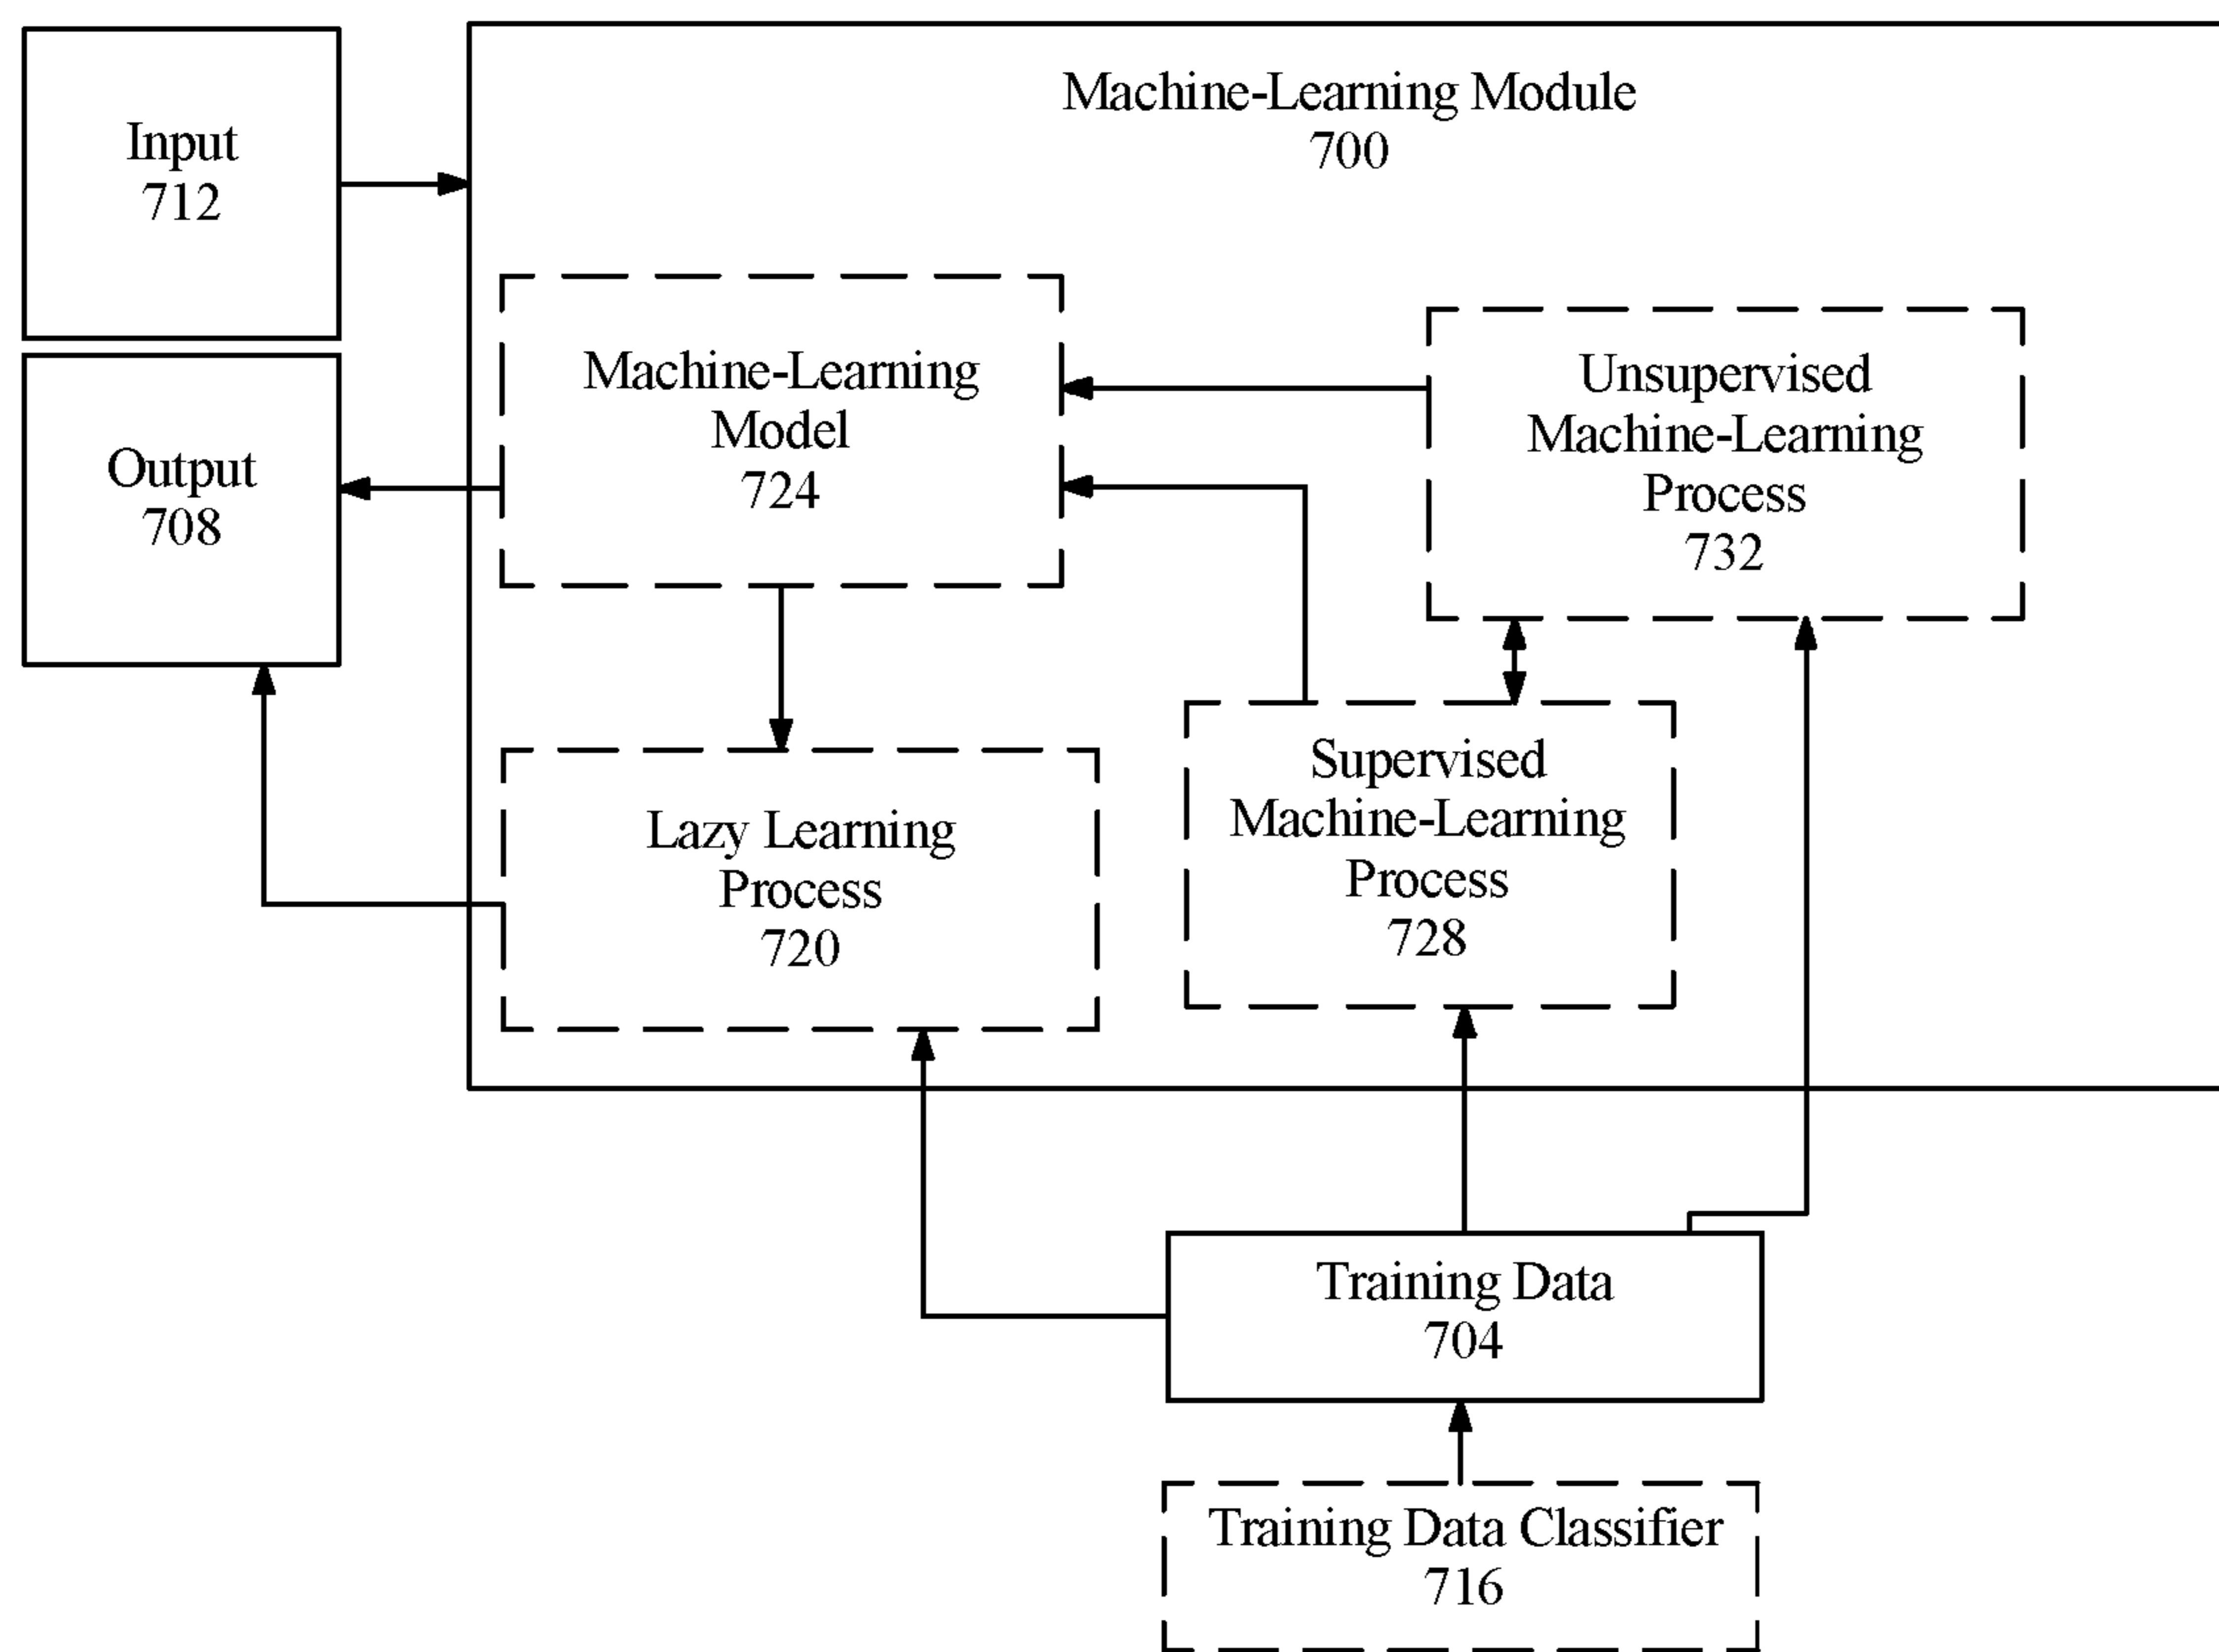 Input
712
Machine-Learning Module
700
Output
708
Machine-Learning
Model
724
Unsupervised
Machine-Learning
Process
732
Lazy Learning
Process
720
Supervised
Machine-Learning
Process
728
Training Data
704
Training Data Classifier
716